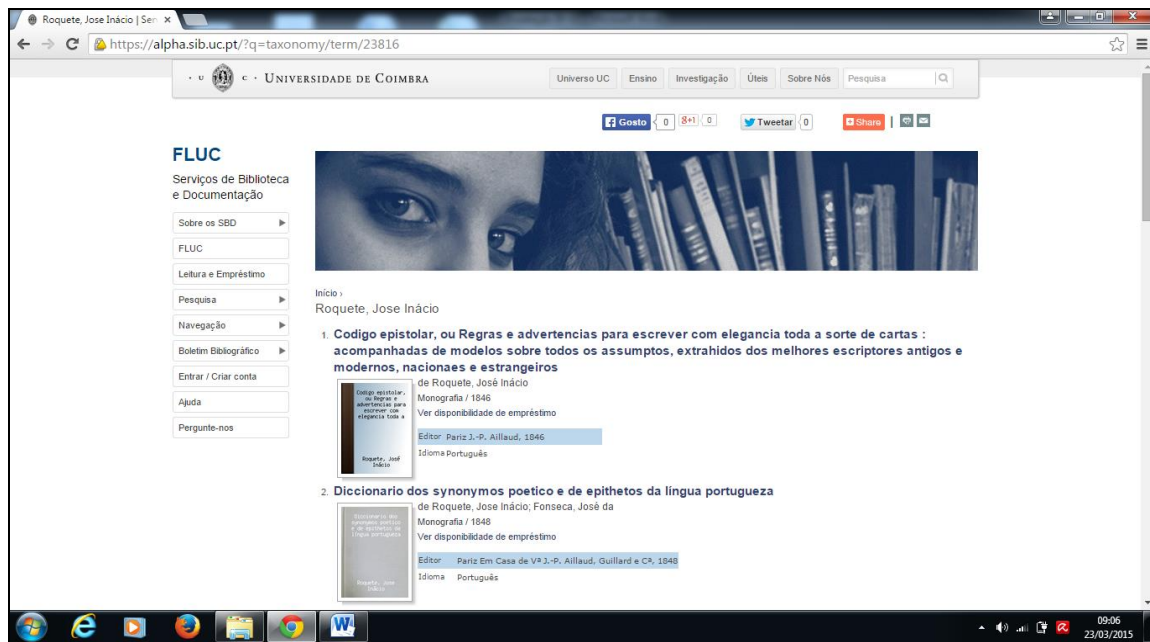 Roquete, Jose Inácio | Ser
https://alpha.sib.uc.pt/?q=taxonomy/term/23816
· U C · UNIVERSIDADE DE COIMBRA
Universo UC Ensino Investigação Úteis Sobre Nós Pesquisa
Gosto 0 8+1 0 Tweetar 0 Share
FLUC
Serviços de Biblioteca
e Documentação
Sobre os SBD
FLUC
Leitura e Empréstimo
Pesquisa
Navegação
Boletim Bibliográfico
Entrar / Criar conta
Ajuda
Pergunte-nos
Início ›
Roquete, Jose Inácio
1. Codigo epistolar, ou Regras e advertencias para escrever com elegancia toda a sorte de cartas :
acompanhadas de modelos sobre todos os assumptos, extrahidos dos melhores escriptores antigos e
modernos, nacionaes e estrangeiros
Codigo epistolar,
ou Regras e
advertencias para
escrever com
elegancia toda a
Roquete, José
Inácio
de Roquete, José Inácio
Monografia / 1846
Ver disponibilidade de empréstimo
Editor Pariz J.-P. Aillaud, 1846
Idioma Português
2. Diccionario dos synonymos poetico e de epithetos da língua portugueza
Diccionario dos
synonymos poetico
e de epithetos da
língua portugueza
Roquete, Jose
Inácio
de Roquete, Jose Inácio; Fonseca, José da
Monografia / 1848
Ver disponibilidade de empréstimo
Editor Pariz Em Casa de Vª J.-P. Aillaud, Guillard e Cª, 1848
Idioma Português
09:06
23/03/2015